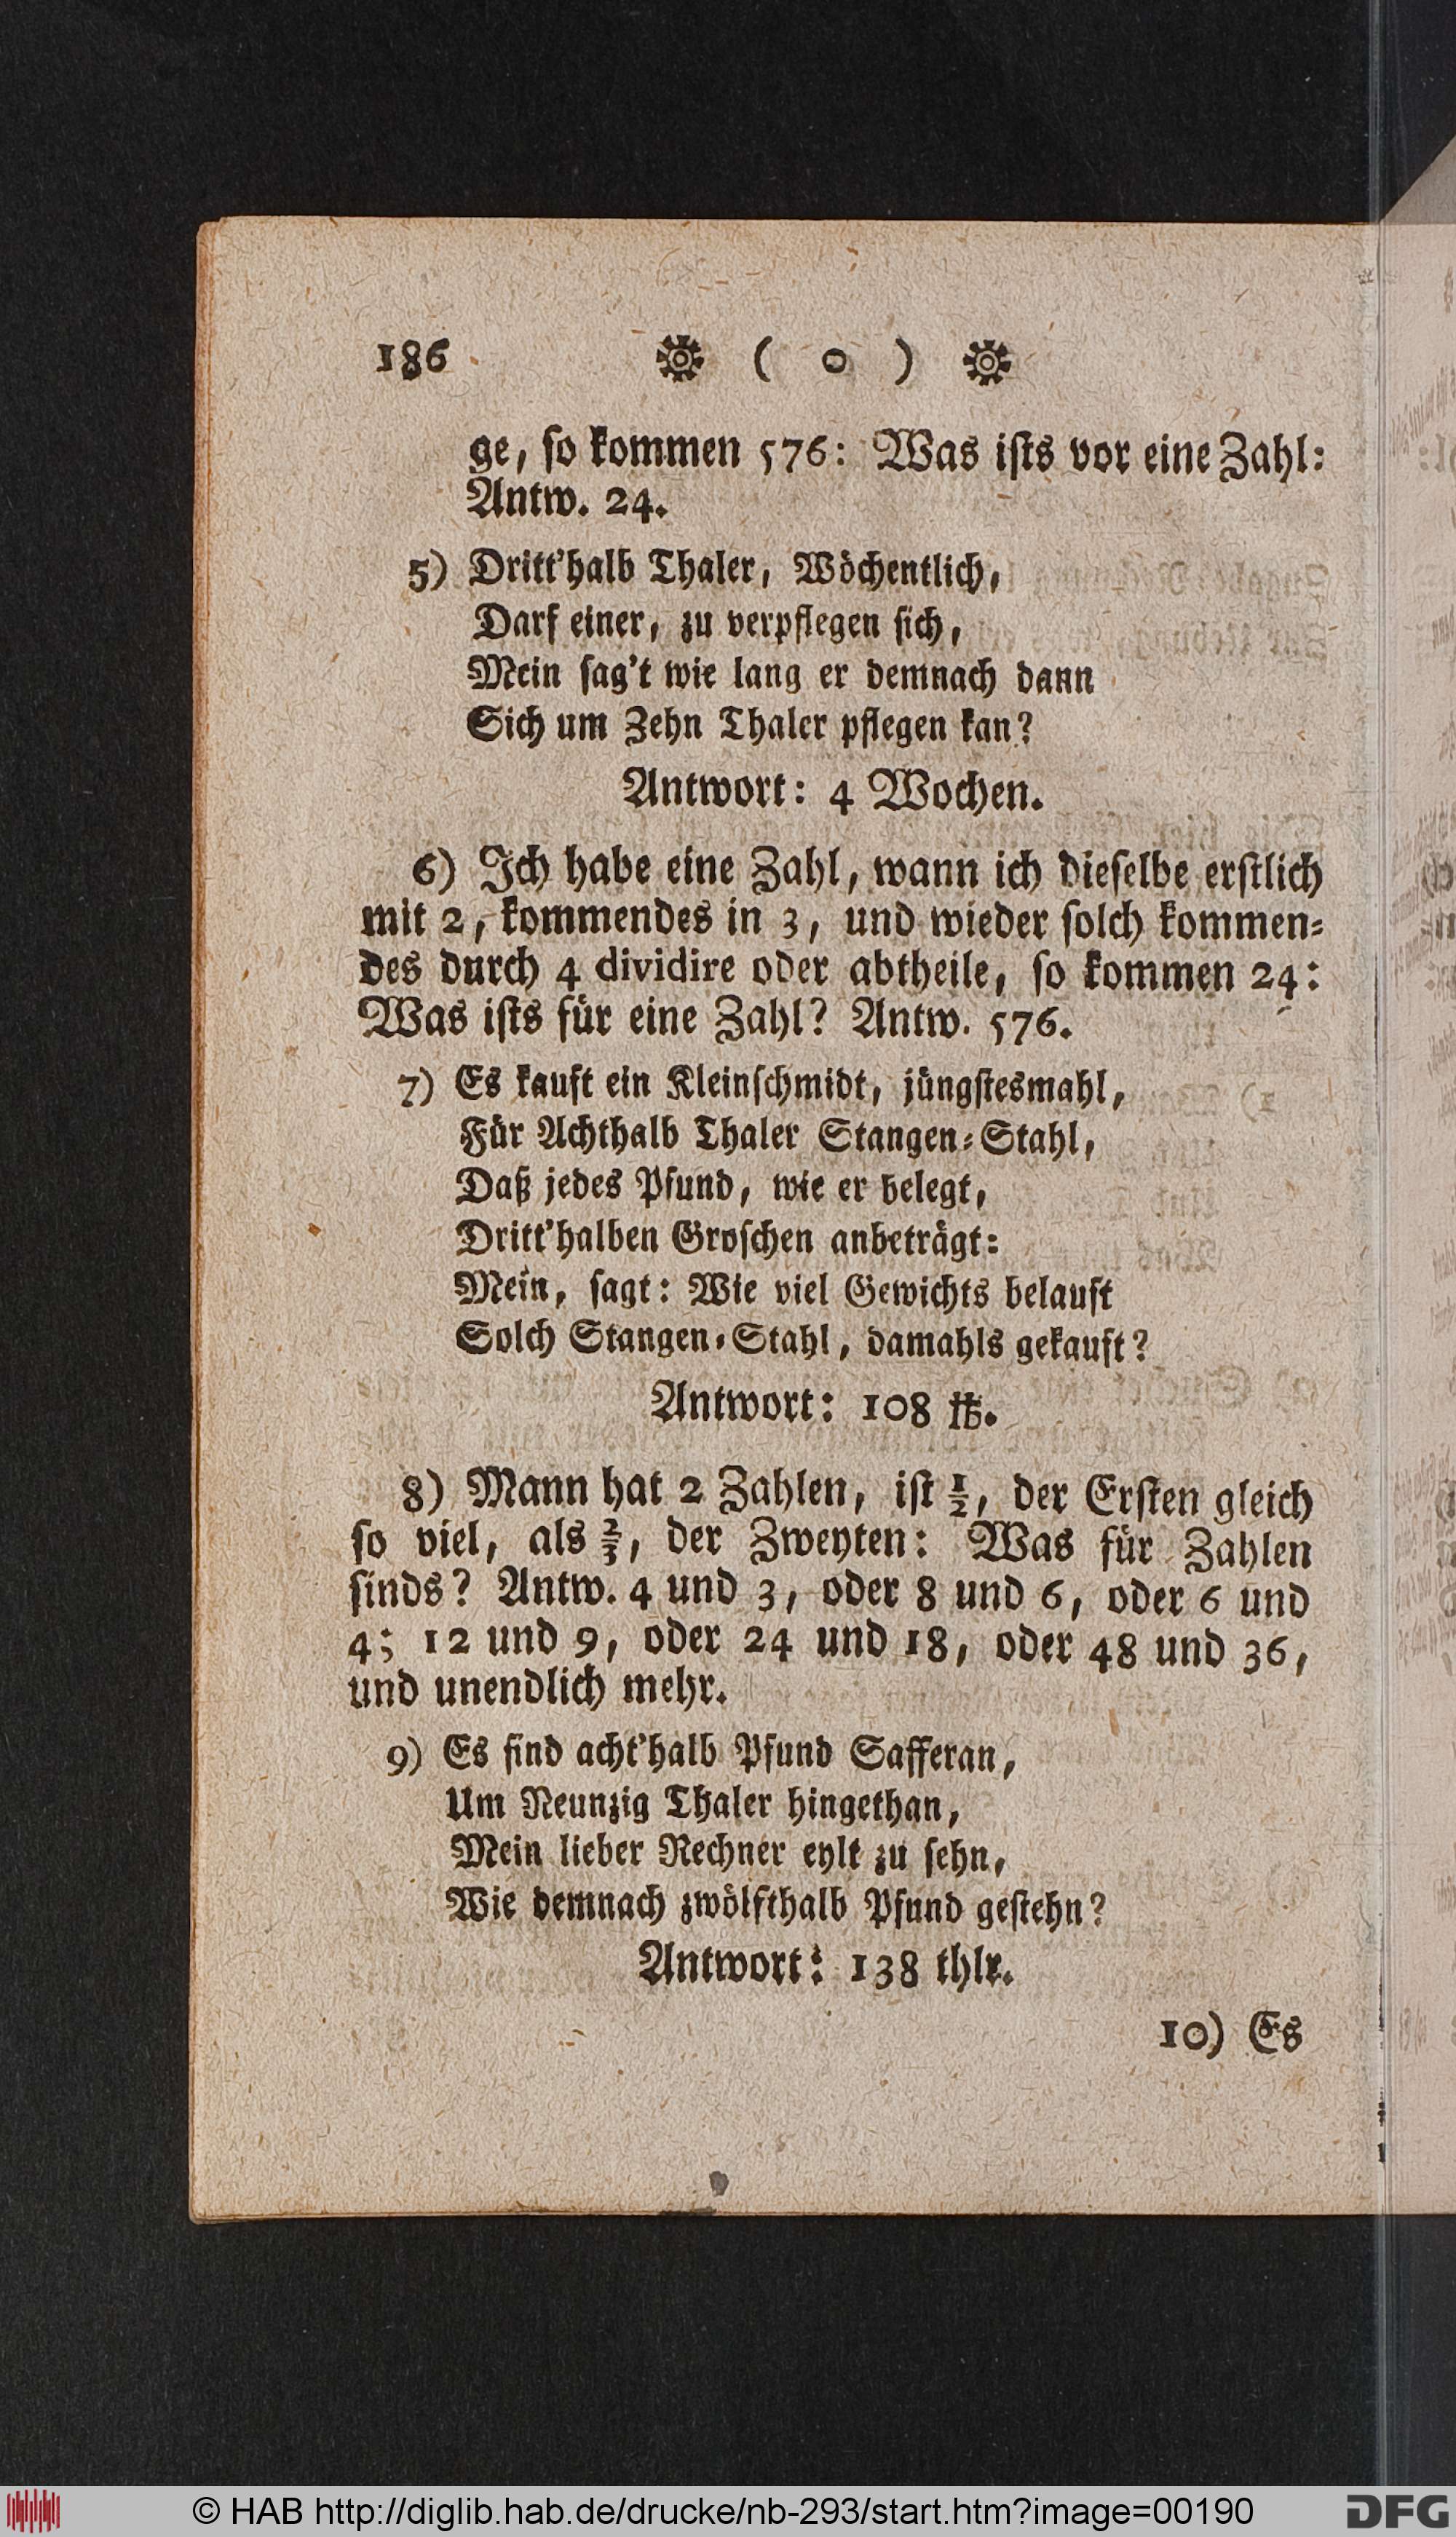 186 ( o )
ge, ſo kommen 576: Was iſts vor eine Zahl:
Antw. 24.
5) Dritt'halb Thaler, Wöchentlich,
Darf einer, zu verpflegen ſich,
Mein ſag't wie lang er demnach dann
Sich um Zehn Thaler pflegen kan?
Antwort: 4 Wochen.
6) Ich habe eine Zahl, wann ich dieſelbe erſtlich
mit 2, kommendes in 3, und wieder ſolch kommen⸗
des durch 4 dividire oder abtheile, ſo kommen 24:
Was iſts für eine Zahl? Antw. 576.
7) Es kauft ein Kleinſchmidt, jüngſtesmahl,
Für Achthalb Thaler Stangen⸗Stahl,
Daß jedes Pfund, wie er belegt,
Dritt'halben Groſchen anbeträgt:
Mein, ſagt: Wie viel Gewichts belauft
Solch Stangen⸗Stahl, damahls gekauft?
Antwort: 108 ℔.
8) Mann hat 2 Zahlen, iſt ½, der Erſten gleich
ſo viel, als ⅔, der Zweyten: Was für Zahlen
ſinds? Antw. 4 und 3, oder 8 und 6, oder 6 und
4; 12 und 9, oder 24 und 18, oder 48 und 36,
und unendlich mehr.
9) Es ſind acht'halb Pfund Safferan,
Um Neunzig Thaler hingethan,
Mein lieber Rechner eylt zu ſehn,
Wie demnach zwölfthalb Pfund geſtehn?
Antwort: 138 thlr.
10) Es
© HAB http://diglib.hab.de/drucke/nb-293/start.htm?image=00190
DFG